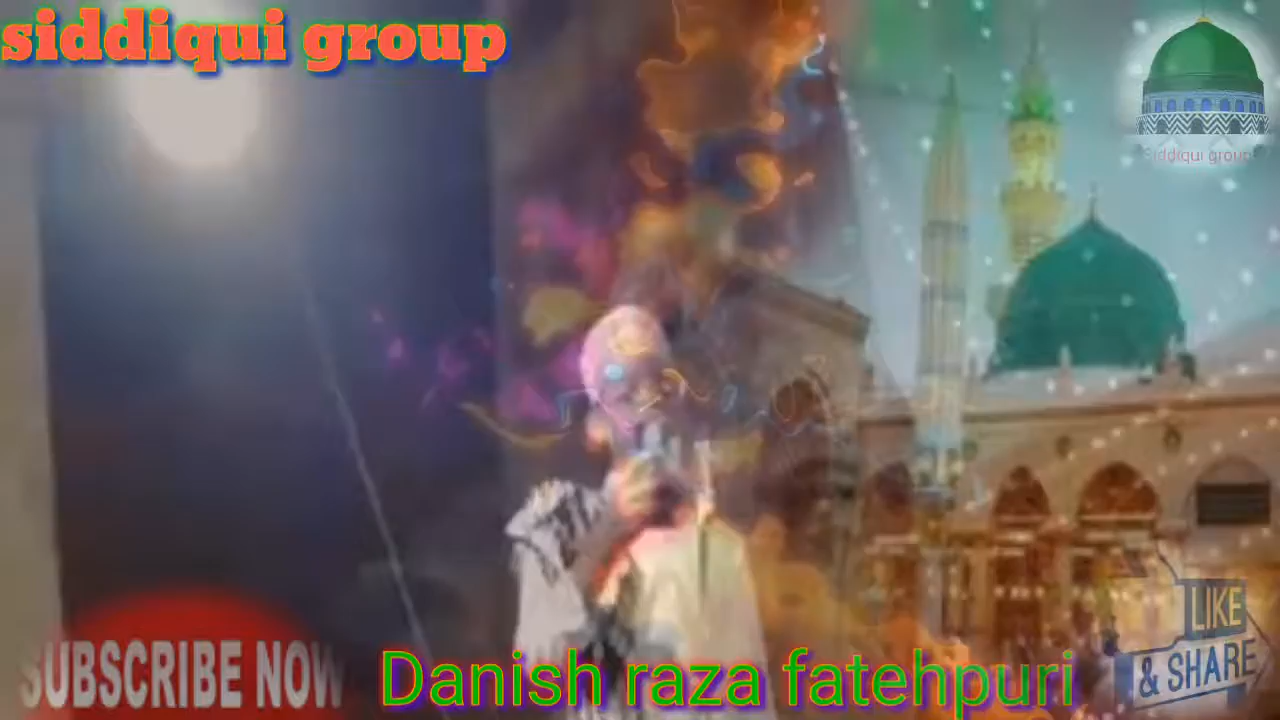 siddiqui group
Siddiqui group
LIKE
& SHARE
SUBSCRIBE NOW
Danish raza fatehpuri